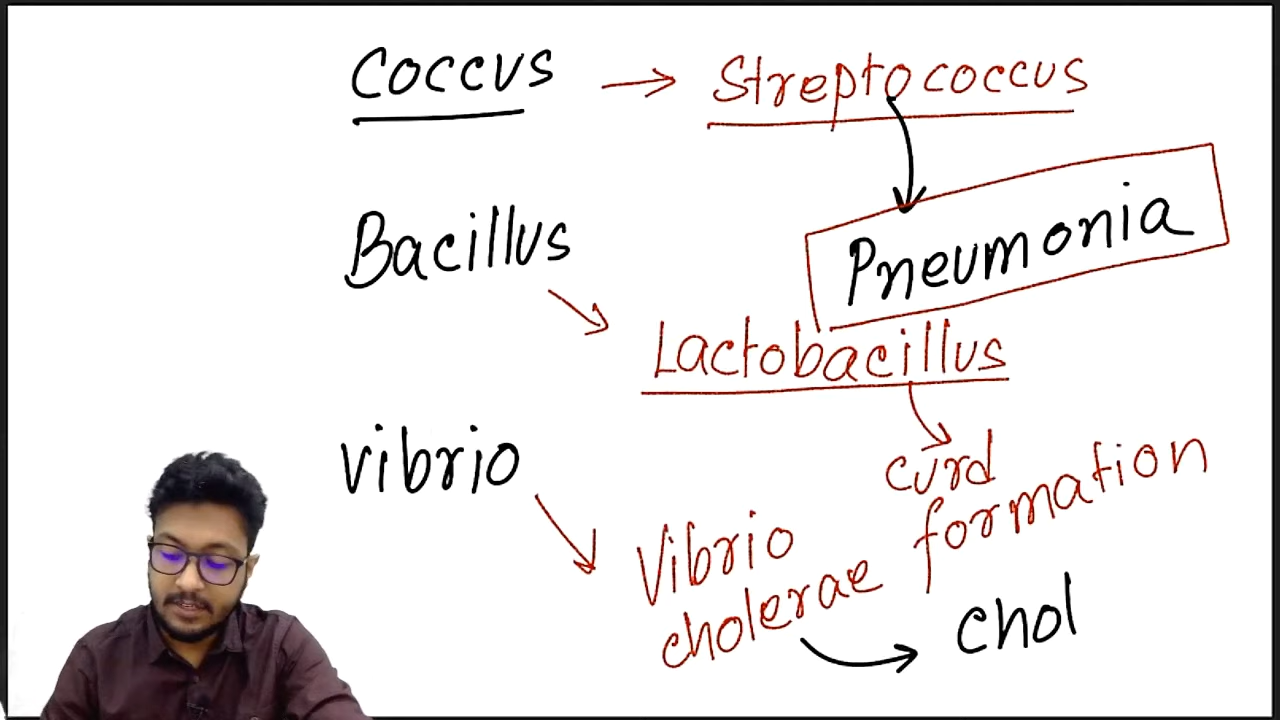 Coccus → Streptococcus
Pneumonia
Bacillus
Lactobacillus
curd
formation
Vibrio
Vibrio
cholerae
chol